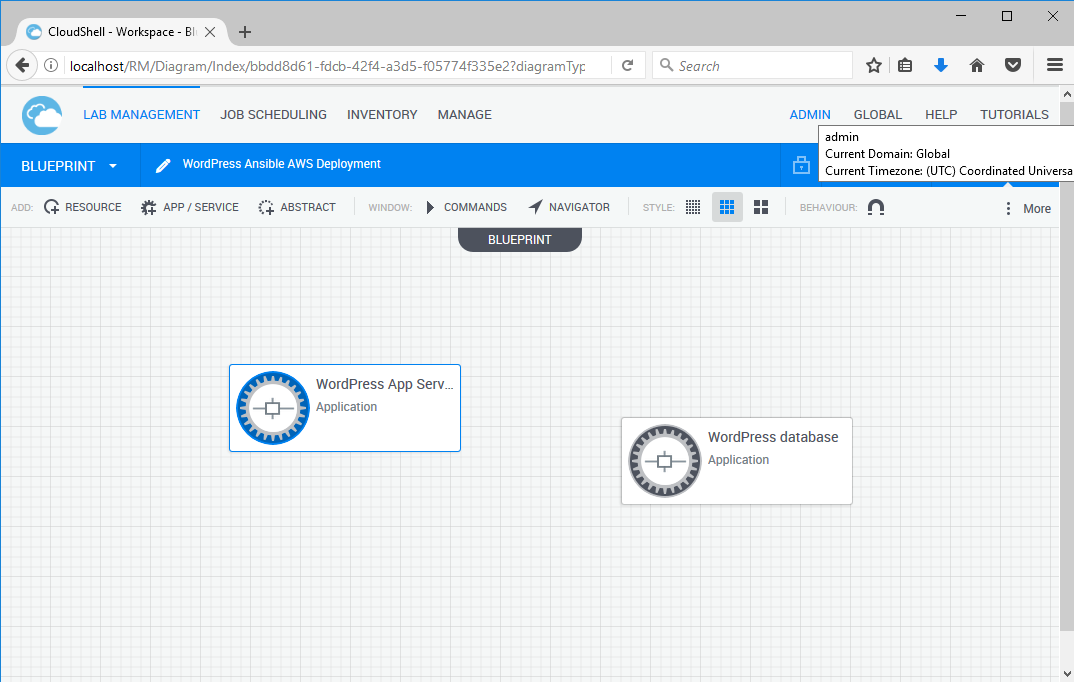 CloudShell - Workspace - Bl
localhost/RM/Diagram/Index/bbdd8d61-fdcb-42f4-a3d5-f05774f335e2?diagramTyp
Search
LAB MANAGEMENT JOB SCHEDULING INVENTORY MANAGE ADMIN GLOBAL HELP TUTORIALS
admin
Current Domain: Global
Current Timezone: (UTC) Coordinated Universa
BLUEPRINT WordPress Ansible AWS Deployment
ADD: RESOURCE APP / SERVICE ABSTRACT WINDOW: COMMANDS NAVIGATOR STYLE: BEHAVIOUR: More
BLUEPRINT
WordPress App Serv...
Application
WordPress database
Application